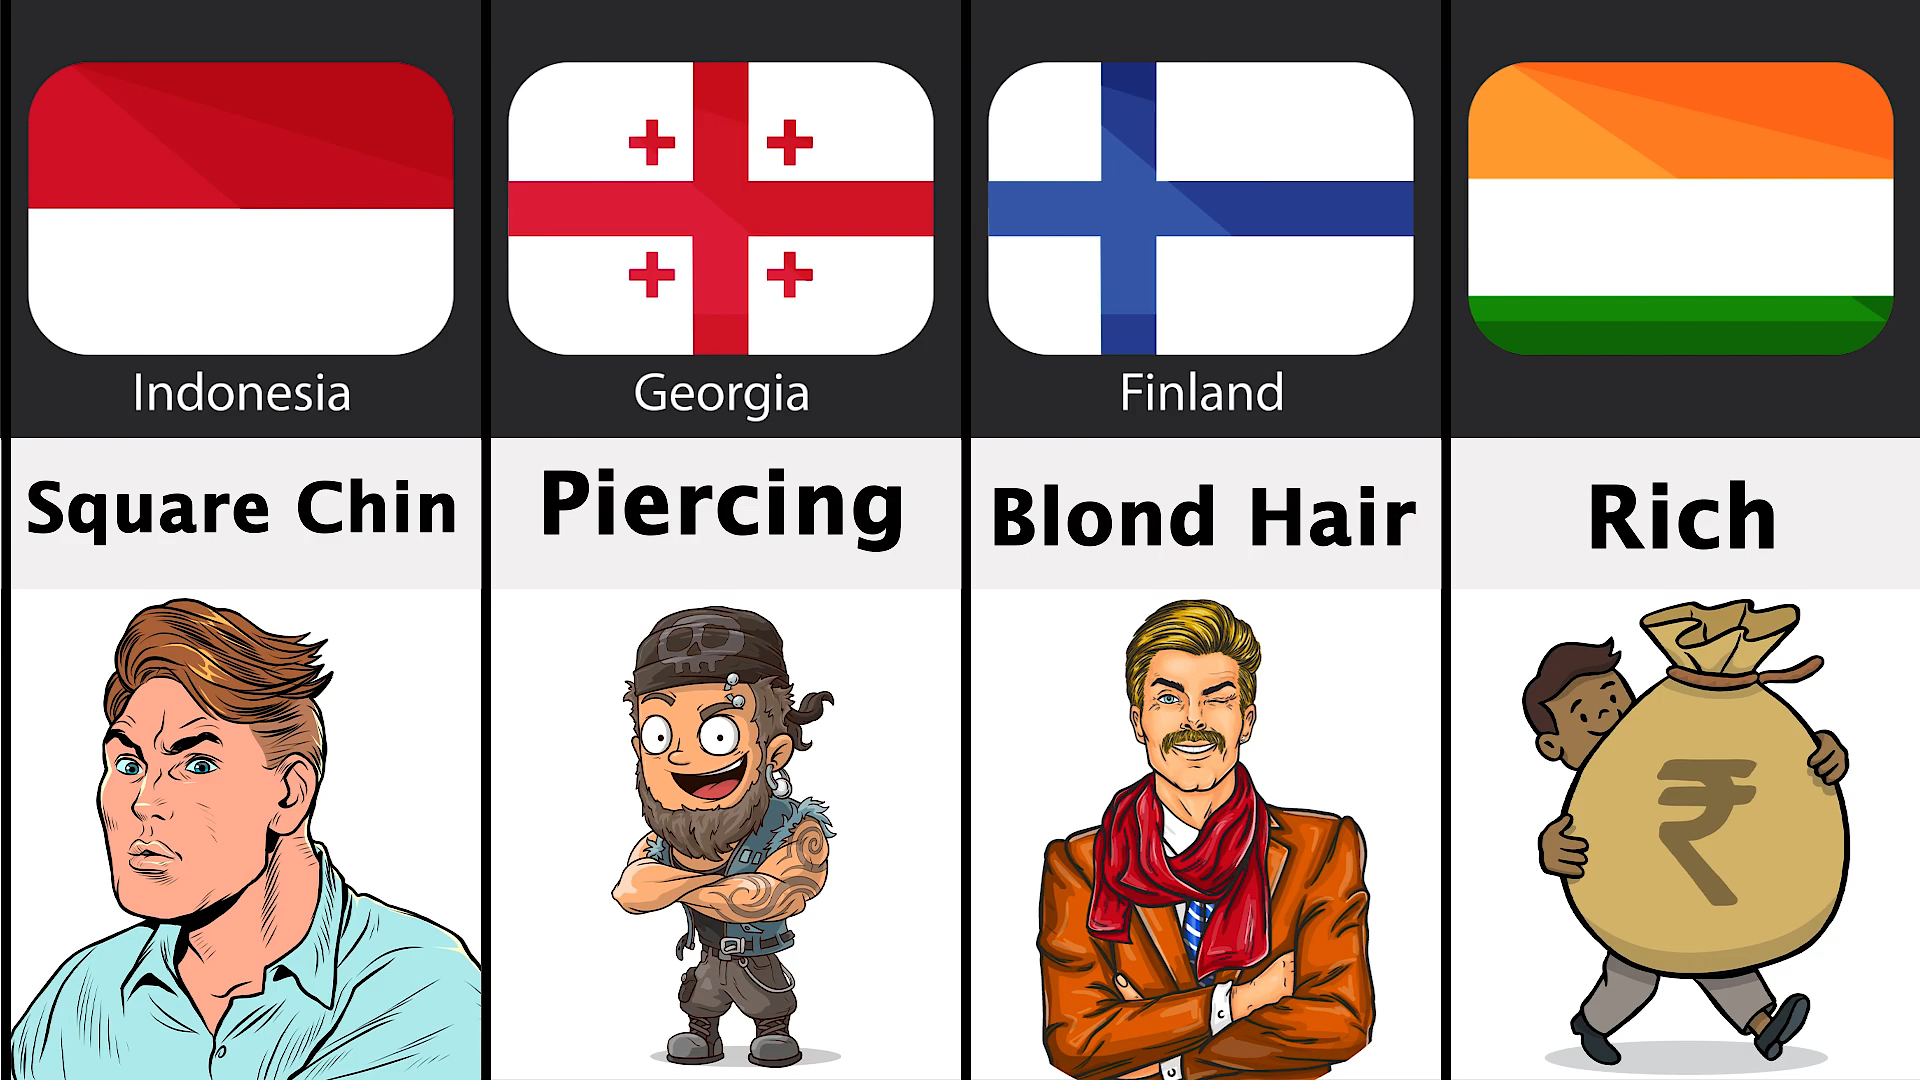 Indonesia
Square Chin
Georgia
Piercing
Finland
Blond Hair
Rich
₹